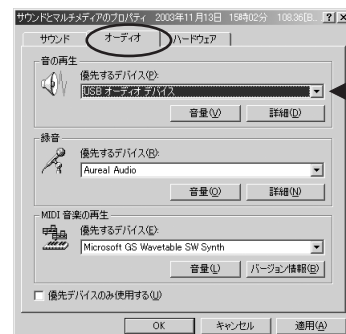 サウンドとマルチメディアのプロパティ 2003年11月13日 15時02分 108.36[B...
サウンド オーディオ ハードウェア
音の再生
優先するデバイス(P):
USB オーディオ デバイス
音量(V) 詳細(D)
録音
優先するデバイス(R):
Aureal Audio
音量(O) 詳細(N)
MIDI 音楽の再生
優先するデバイス(E):
Microsoft GS Wavetable SW Synth
音量(L) バージョン情報(B)
優先デバイスのみ使用する(U)
OK キャンセル 適用(A)